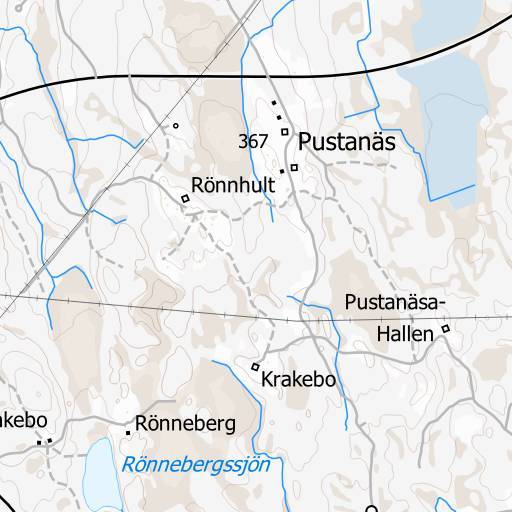 367
Pustanäs
Rönnhult
Pustanäsa-
Hallen
Krakebo
akebo
Rönneberg
Rönnebergssjön